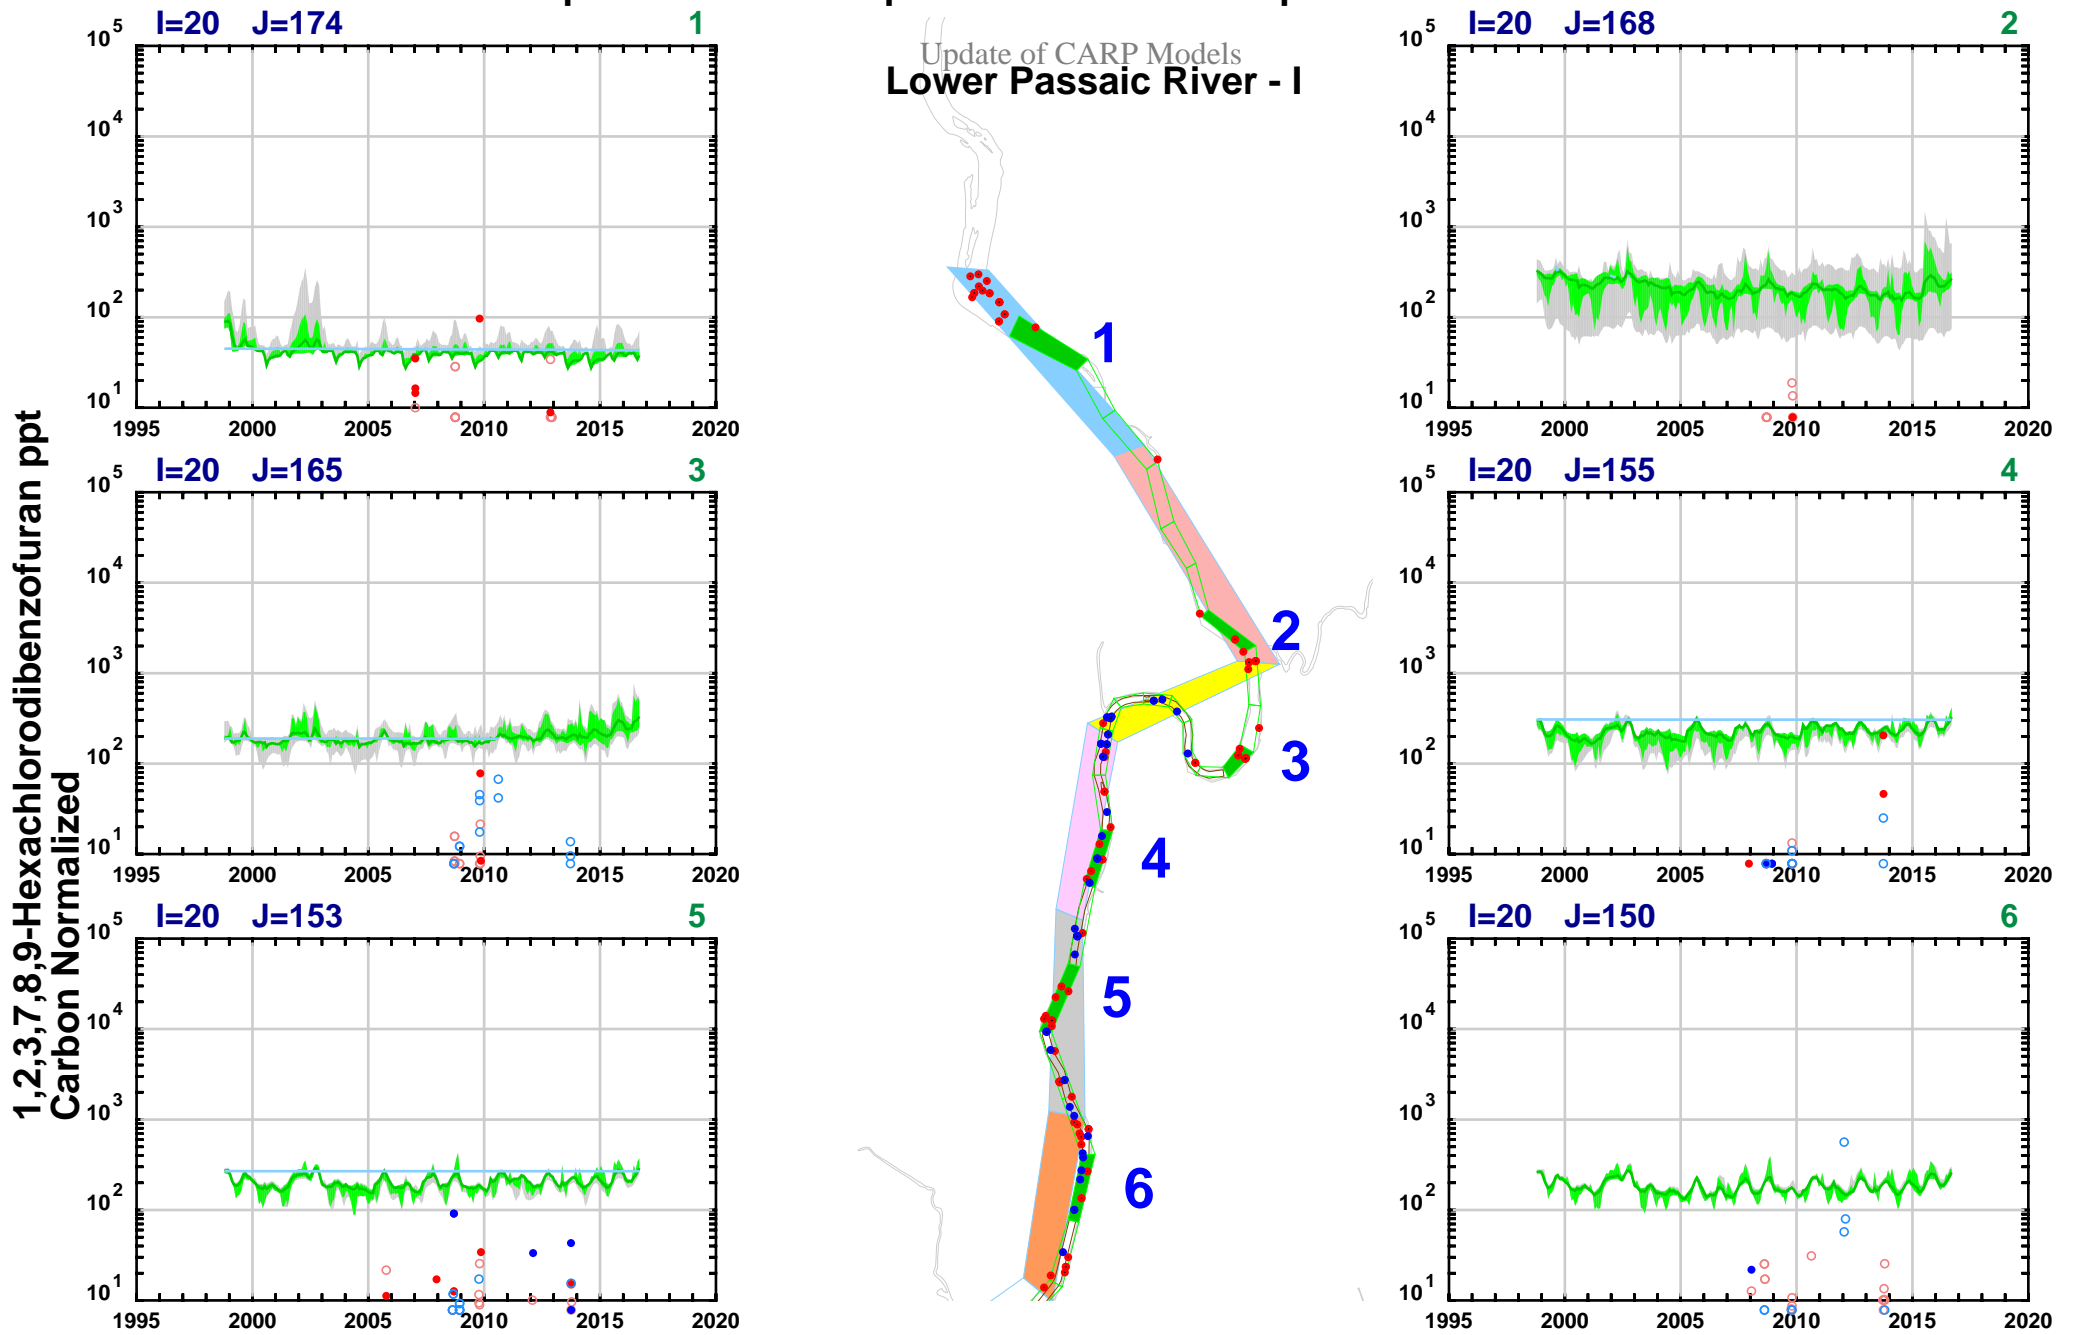 Update of CARP Models
Lower Passaic River - I
1,2,3,7,8,9-Hexachlorodibenzofuran ppt
Carbon Normalized
I=20 J=174 1
10^5
10^4
10^3
10^2
10^1
1995 2000 2005 2010 2015 2020
I=20 J=168 2
10^5
10^4
10^3
10^2
10^1
1995 2000 2005 2010 2015 2020
I=20 J=165 3
10^5
10^4
10^3
10^2
10^1
1995 2000 2005 2010 2015 2020
I=20 J=155 4
10^5
10^4
10^3
10^2
10^1
1995 2000 2005 2010 2015 2020
I=20 J=153 5
10^5
10^4
10^3
10^2
10^1
1995 2000 2005 2010 2015 2020
I=20 J=150 6
10^5
10^4
10^3
10^2
10^1
1995 2000 2005 2010 2015 2020
1
2
3
4
5
6